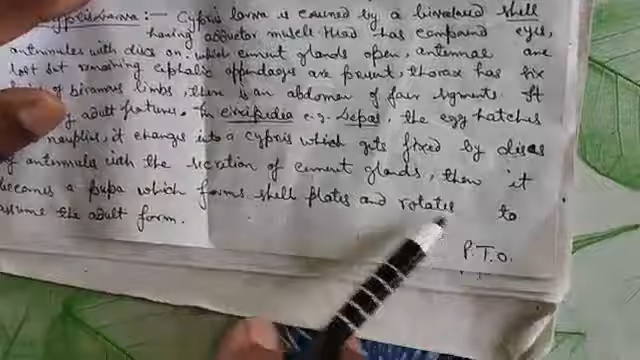 Cypris larva :- Cypris larva is covered by a bivalved shell
having adductor muscle. Head has compound eyes,
antennules with discs on which cement glands open, antennae are
lost but remaining cephalic appendages are present, thorax has six
of biramous limbs, there is an abdomen of four segments. It
adult features. In cirripedia e.g. Lepas, the egg hatches
nauplius, it changes into a cypris which gets fixed by discs
of antennules with the secretion of cement glands, then it
becomes a pupa which forms shell plates and rotates to
assume the adult form.
P.T.O.